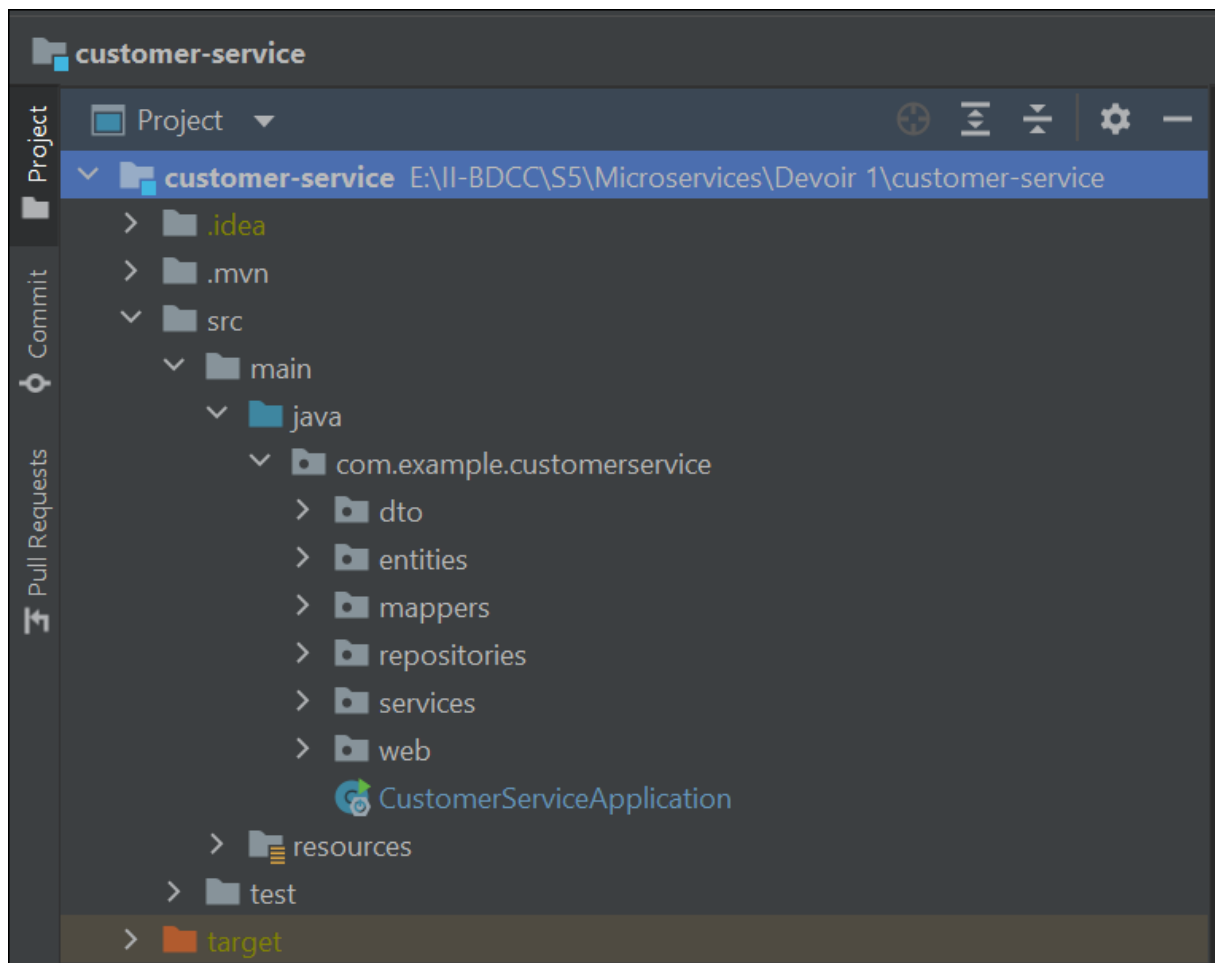 customer-service
Project
Commit
Pull Requests
Project
customer-service E:\II-BDCC\S5\Microservices\Devoir 1\customer-service
.idea
.mvn
src
main
java
com.example.customerservice
dto
entities
mappers
repositories
services
web
CustomerServiceApplication
resources
test
target